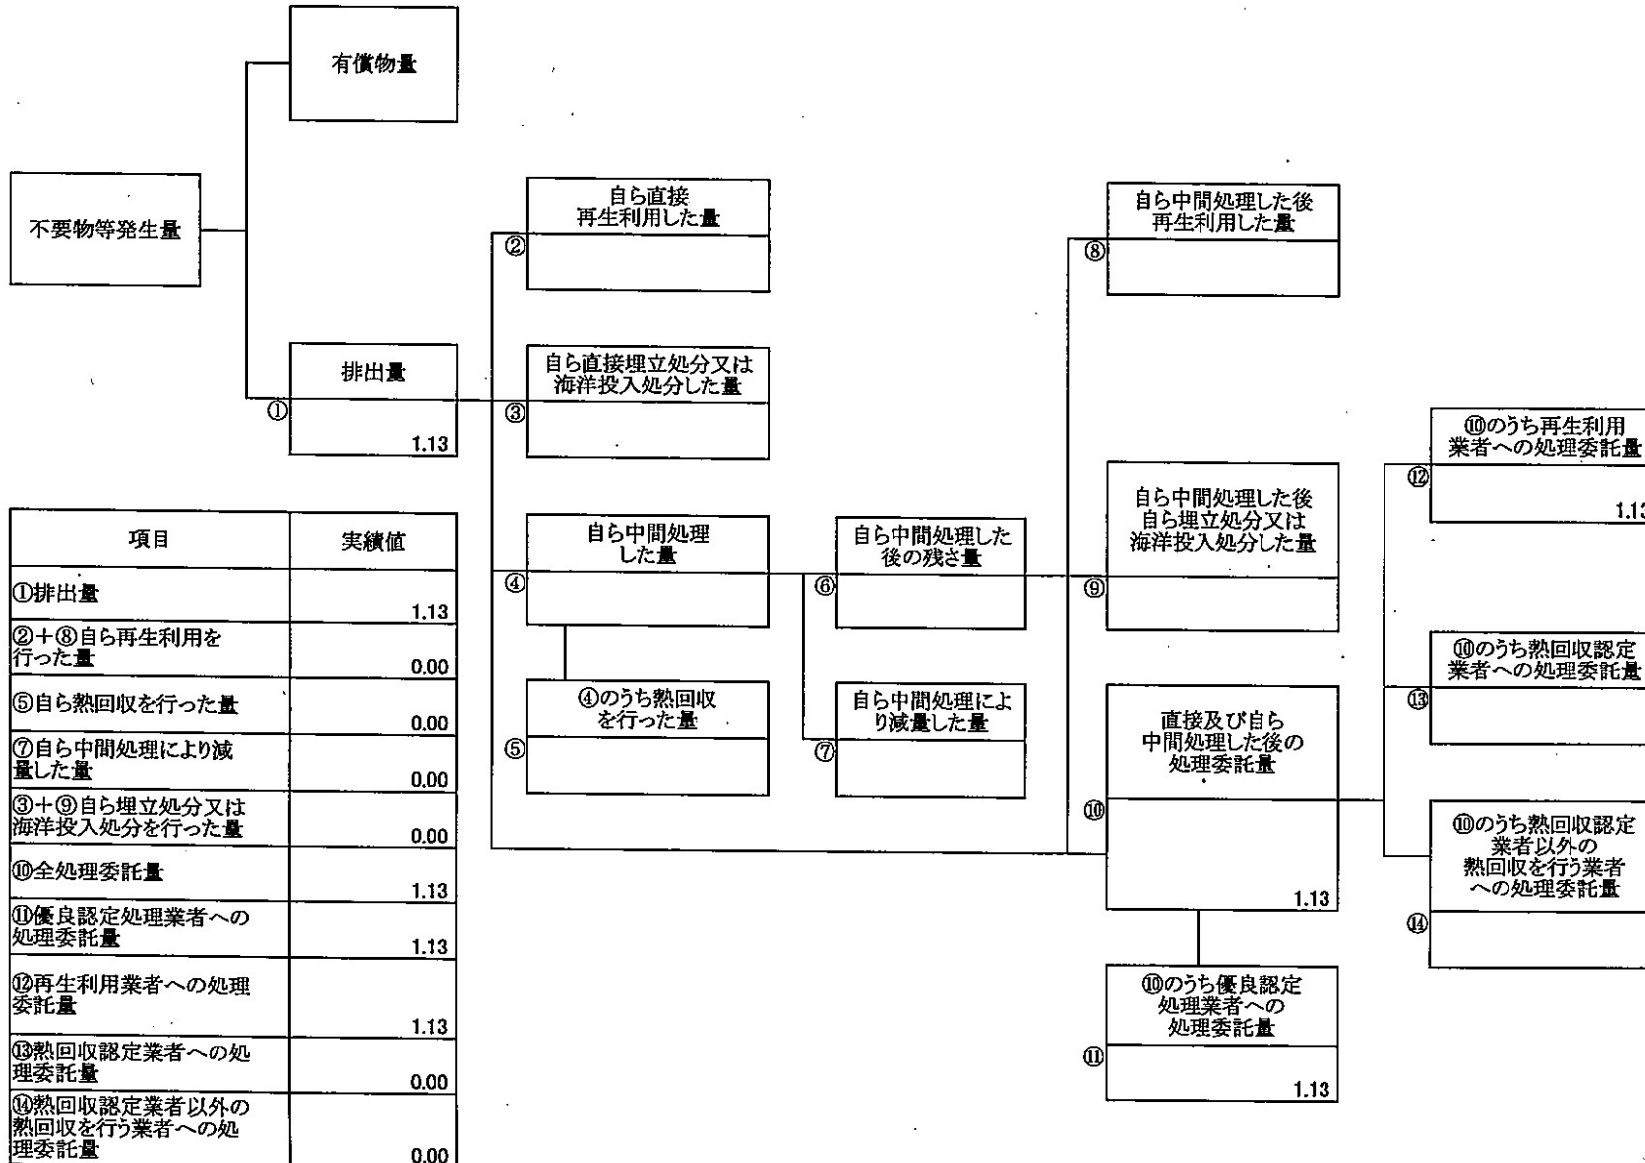 有償物量
不要物等発生量
排出量
①
1.13
自ら直接
再生利用した量
②
自ら直接埋立処分又は
海洋投入処分した量
③
自ら中間処理
した量
④
④のうち熱回収
を行った量
⑤
自ら中間処理した
後の残さ量
⑥
自ら中間処理によ
り減量した量
⑦
自ら中間処理した後
再生利用した量
⑧
自ら中間処理した後
自ら埋立処分又は
海洋投入処分した量
⑨
直接及び自ら
中間処理した後の
処理委託量
⑩
1.13
⑩のうち優良認定
処理業者への
処理委託量
⑪
1.13
⑩のうち再生利用
業者への処理委託量
⑫
1.13
⑩のうち熱回収認定
業者への処理委託量
⑬
⑩のうち熱回収認定
業者以外の
熱回収を行う業者
への処理委託量
⑭
項目 実績値
①排出量
1.13
②+⑧自ら再生利用を
行った量 0.00
⑤自ら熱回収を行った量
0.00
⑦自ら中間処理により減
量した量 0.00
③+⑨自ら埋立処分又は
海洋投入処分を行った量 0.00
⑩全処理委託量
1.13
⑪優良認定処理業者への
処理委託量 1.13
⑫再生利用業者への処理
委託量
1.13
⑬熱回収認定業者への処
理委託量 0.00
⑭熱回収認定業者以外の
熱回収を行う業者への処
理委託量 0.00